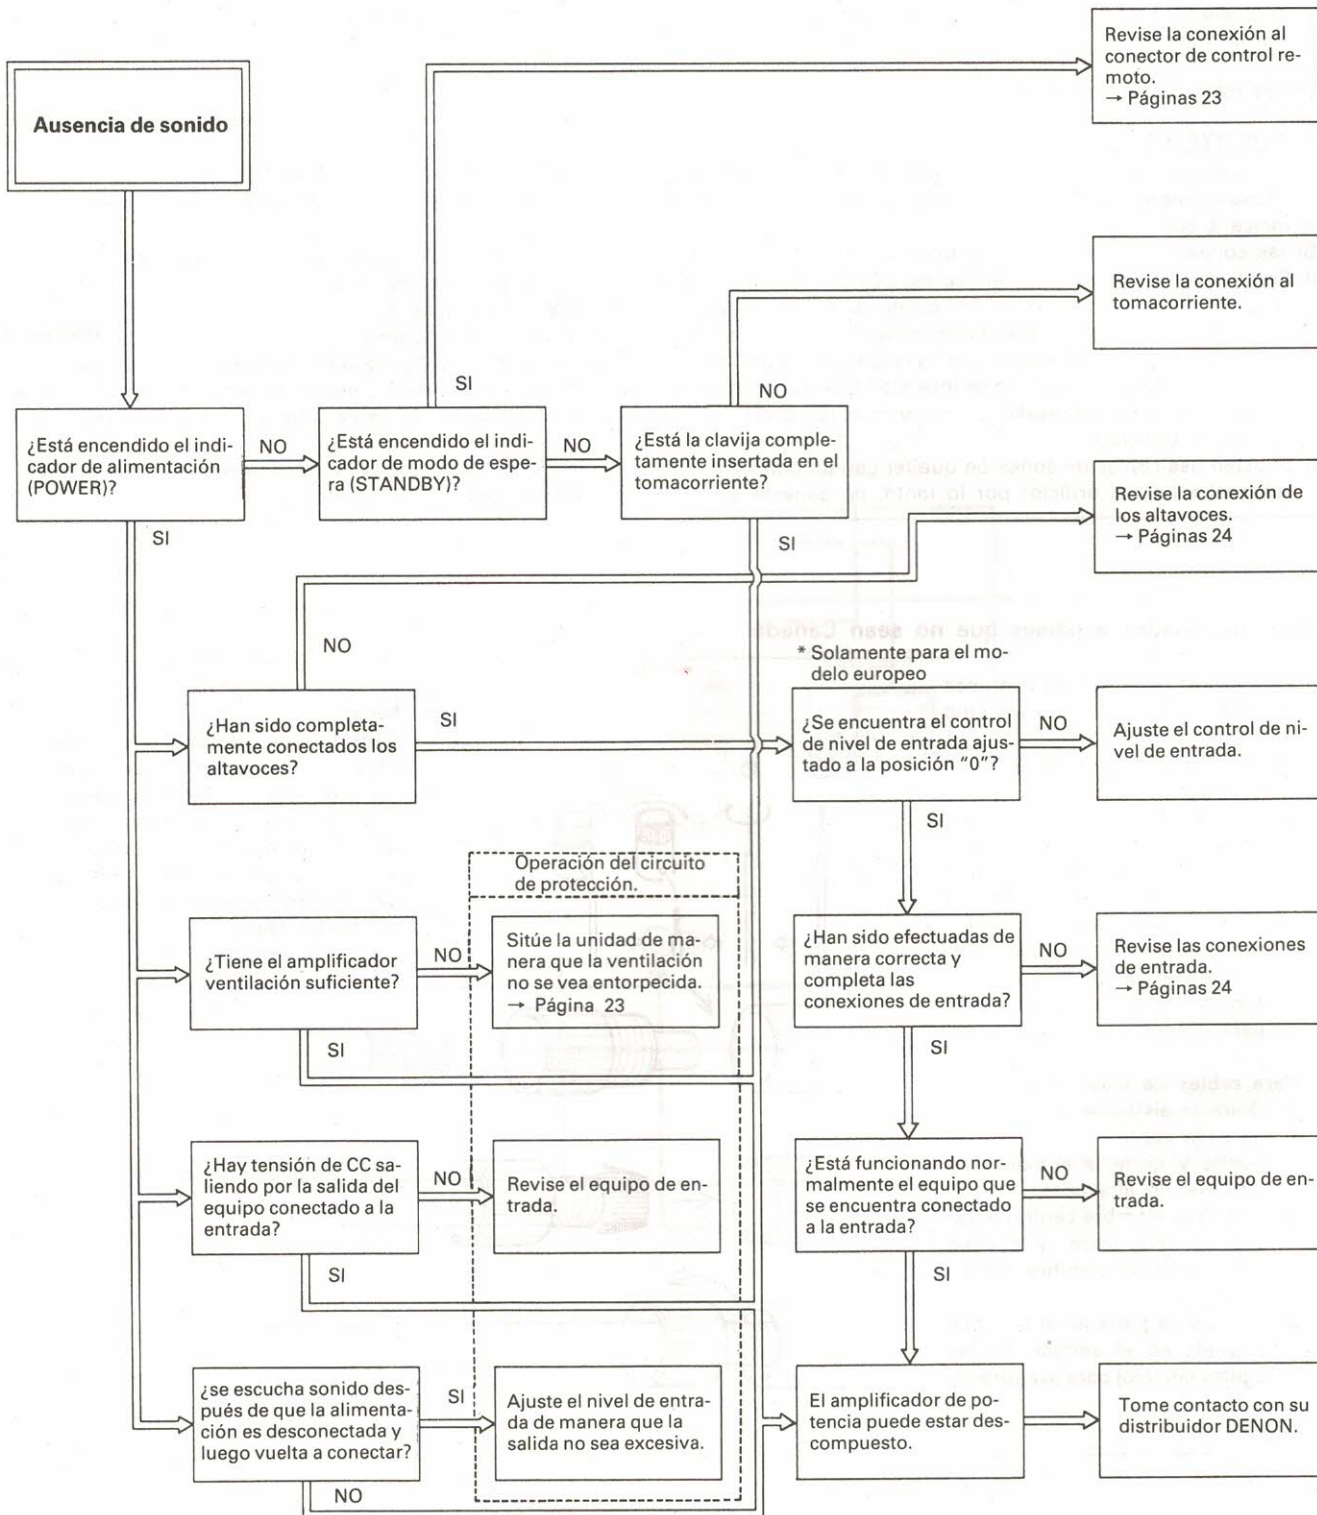 Revise la conexión al
conector de control re-
moto.
→ Páginas 23
Ausencia de sonido
Revise la conexión al
tomacorriente.
SI
NO
¿Está encendido el indi-
cador de alimentación
(POWER)?
NO
¿Está encendido el
indicador de modo de espe-
ra (STANDBY)?
NO
¿Está la clavija comple-
tamente insertada en el
tomacorriente?
Revise la conexión de
los altavoces.
→ Páginas 24
SI
SI
NO
* Solamente para el mo-
delo europeo
¿Han sido completa-
mente conectados los
altavoces?
SI
¿Se encuentra el control
de nivel de entrada ajus-
tado a la posición "0"?
NO
Ajuste el control de ni-
vel de entrada.
SI
Operación del circuito
de protección.
¿Tiene el amplificador
ventilación suficiente?
NO
Sitúe la unidad de ma-
nera que la ventilación
no se vea entorpecida.
→ Página 23
¿Han sido efectuadas de
manera correcta y
completa las
conexiones de entrada?
NO
Revise las conexiones
de entrada.
→ Páginas 24
SI
SI
¿Hay tensión de CC sa-
liendo por la salida del
equipo conectado a la
entrada?
NO
Revise el equipo de en-
trada.
¿Está funcionando nor-
malmente el equipo que
se encuentra conectado
a la entrada?
NO
Revise el equipo de en-
trada.
SI
SI
¿se escucha sonido des-
pués de que la alimenta-
ción es desconectada y
luego vuelta a conectar?
SI
Ajuste el nivel de entra-
da de manera que la
salida no sea excesiva.
El amplificador de
potencia puede estar des-
compuesto.
Tome contacto con su
distribuidor DENON.
NO